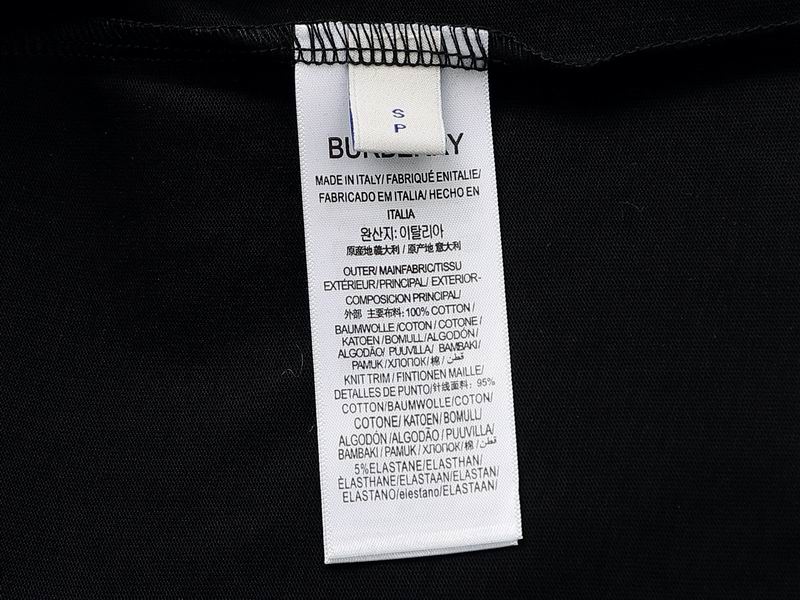 S
P
BURBERRY
MADE IN ITALY/ FABRIQUÉ ENITALIE/
FABRICADO EM ITALIA/ HECHO EN
ITALIA
완산지: 이탈리아
原産地義大利 / 原产地 意大利
OUTER/ MAINFABRIC/TISSU
EXTÉRIEUR/PRINCIPAL/ EXTERIOR-
COMPOSICION PRINCIPAL/
外部 主要布料: 100% COTTON /
BAUMWOLLE /COTON / COTONE /
KATOEN / BOMULL/ ALGODÓN/
ALGODÃO/ PUUVILLA/ BAMBAKI/
PAMUK / ХЛОПОК/ 棉 / قطن
KNIT TRIM / FINTIONEN MAILLE/
DETALLES DE PUNTO/针线面料: 95%
COTTON/BAUMWOLLE/COTON/
COTONE/ KATOEN/ BOMULL/
ALGODÓN /ALGODÃO / PUUVILLA/
BAMBAKI / PAMUK / ХЛОПОК/ 棉/ قطن
5%ELASTANE/ELASTHAN/
ÉLASTHANE/ELASTAAN/ELASTAN/
ELASTANO/elestano/ELASTAAN/